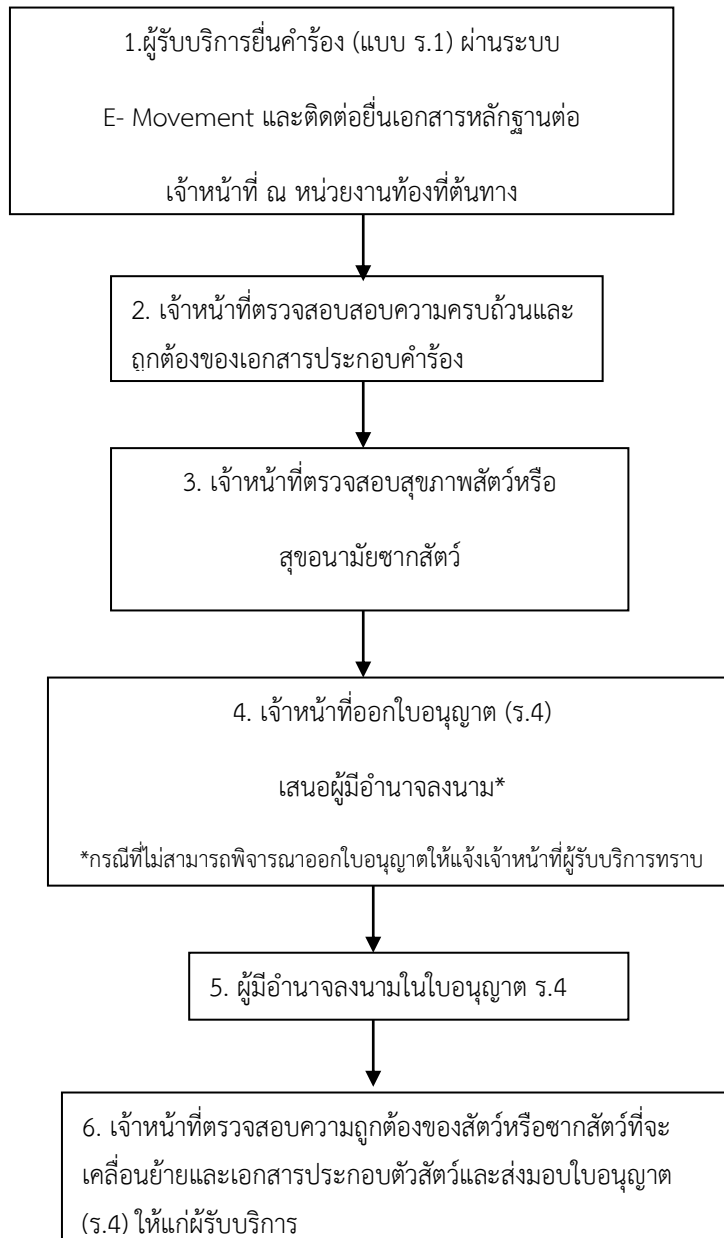 1.ผู้รับบริการยื่นคำร้อง (แบบ ร.1) ผ่านระบบ
E- Movement และติดต่อยื่นเอกสารหลักฐานต่อ
เจ้าหน้าที่ ณ หน่วยงานท้องที่ต้นทาง
2. เจ้าหน้าที่ตรวจสอบสอบความครบถ้วนและ
ถูกต้องของเอกสารประกอบคำร้อง
3. เจ้าหน้าที่ตรวจสอบสุขภาพสัตว์หรือ
สุขอนามัยซากสัตว์
4. เจ้าหน้าที่ออกใบอนุญาต (ร.4)
เสนอผู้มีอำนาจลงนาม*
*กรณีที่ไม่สามารถพิจารณาออกใบอนุญาตให้แจ้งเจ้าหน้าที่ผู้รับบริการทราบ
5. ผู้มีอำนาจลงนามในใบอนุญาต ร.4
6. เจ้าหน้าที่ตรวจสอบความถูกต้องของสัตว์หรือซากสัตว์ที่จะ
เคลื่อนย้ายและเอกสารประกอบตัวสัตว์และส่งมอบใบอนุญาต
(ร.4) ให้แก่ผู้รับบริการ